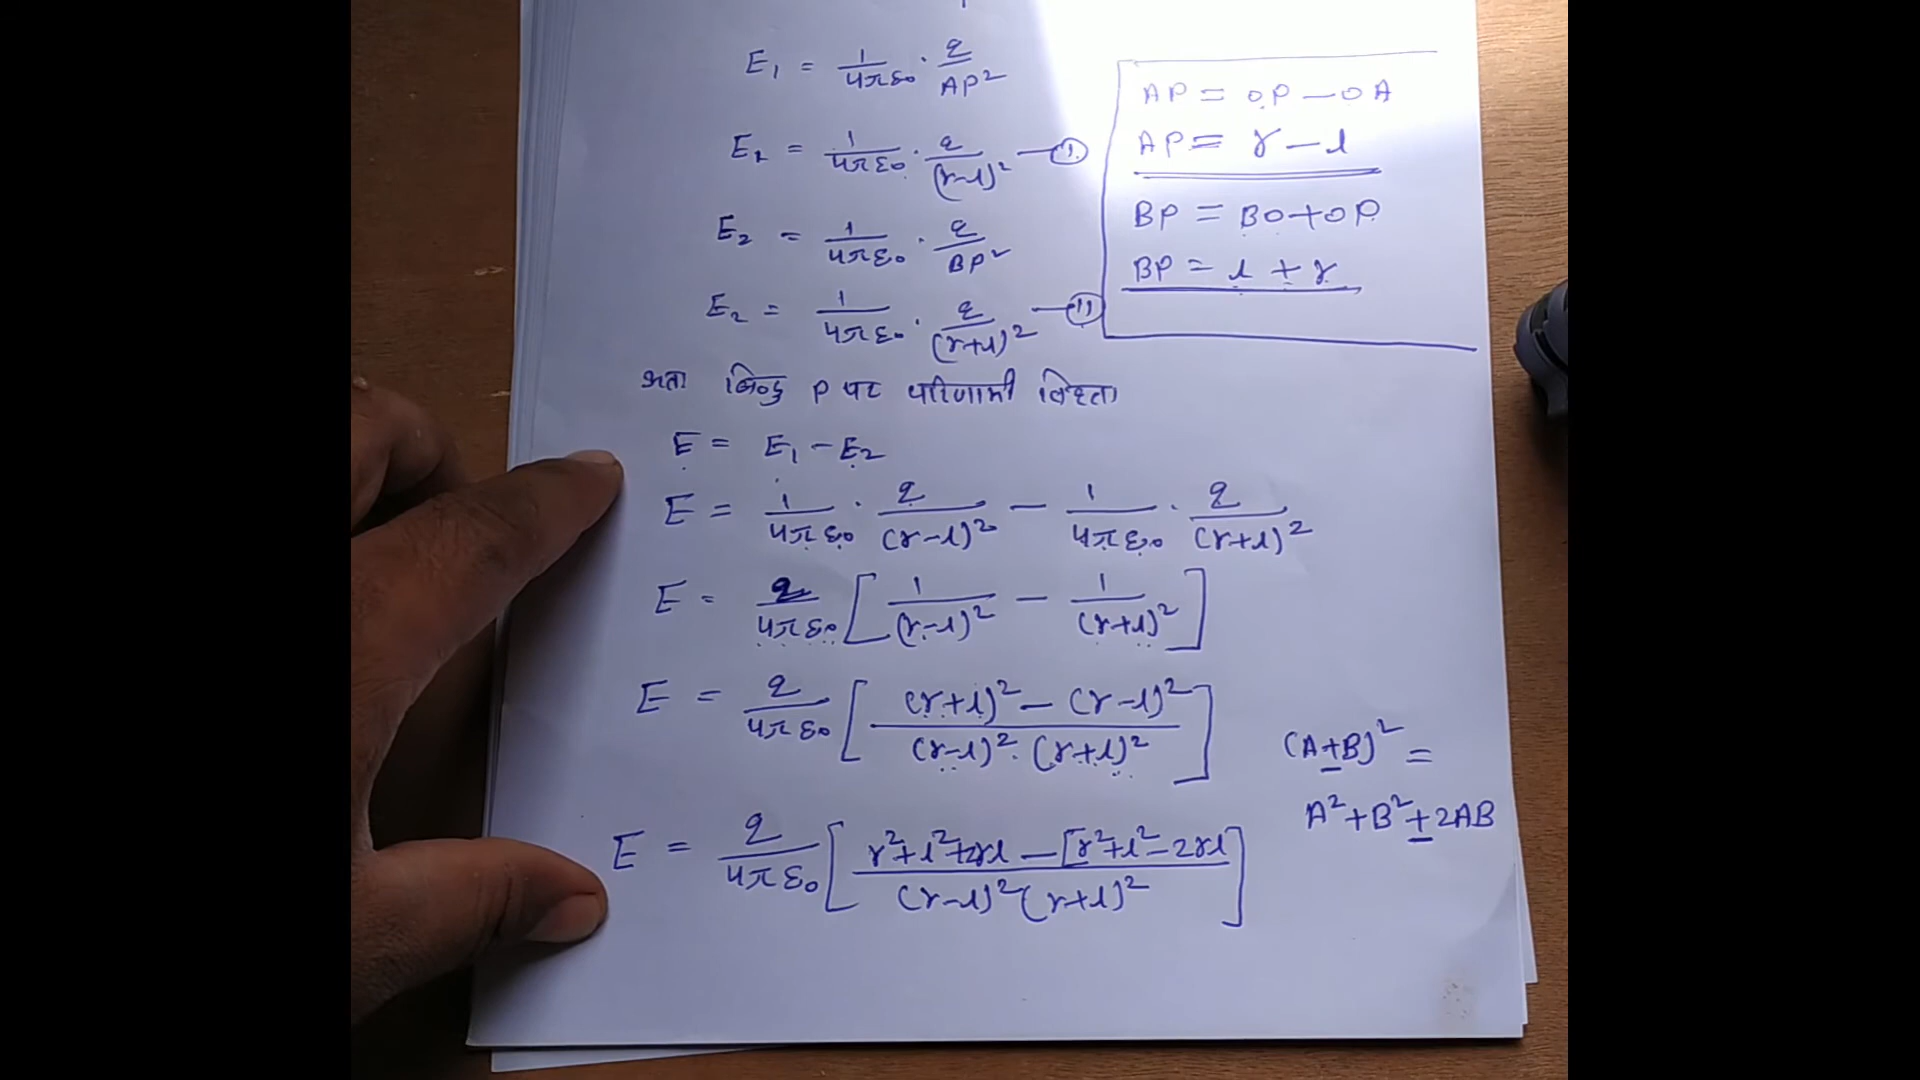 E₁ = 1/4πε₀ · q/AP²
E₁ = 1/4πε₀ · q/(r-l)² — (i)
E₂ = 1/4πε₀ · q/BP²
E₂ = 1/4πε₀ · q/(r+l)² — (ii)
AP = OP — OA
AP = r — l
BP = BO + OP
BP = l + r
अतः बिन्दु P पर परिणामी
E = E₁ - E₂
E = 1/4πε₀ · q/(r-l)² — 1/4πε₀ · q/(r+l)²
E = q/4πε₀ [1/(r-l)² — 1/(r+l)²]
E = q/4πε₀ [(r+l)² — (r-l)² / (r-l)² · (r+l)²]
E = q/4πε₀ [r²+l²+2rl — [r²+l²-2rl / (r-l)² (r+l)²]
(A+B)² =
A²+B²+2AB